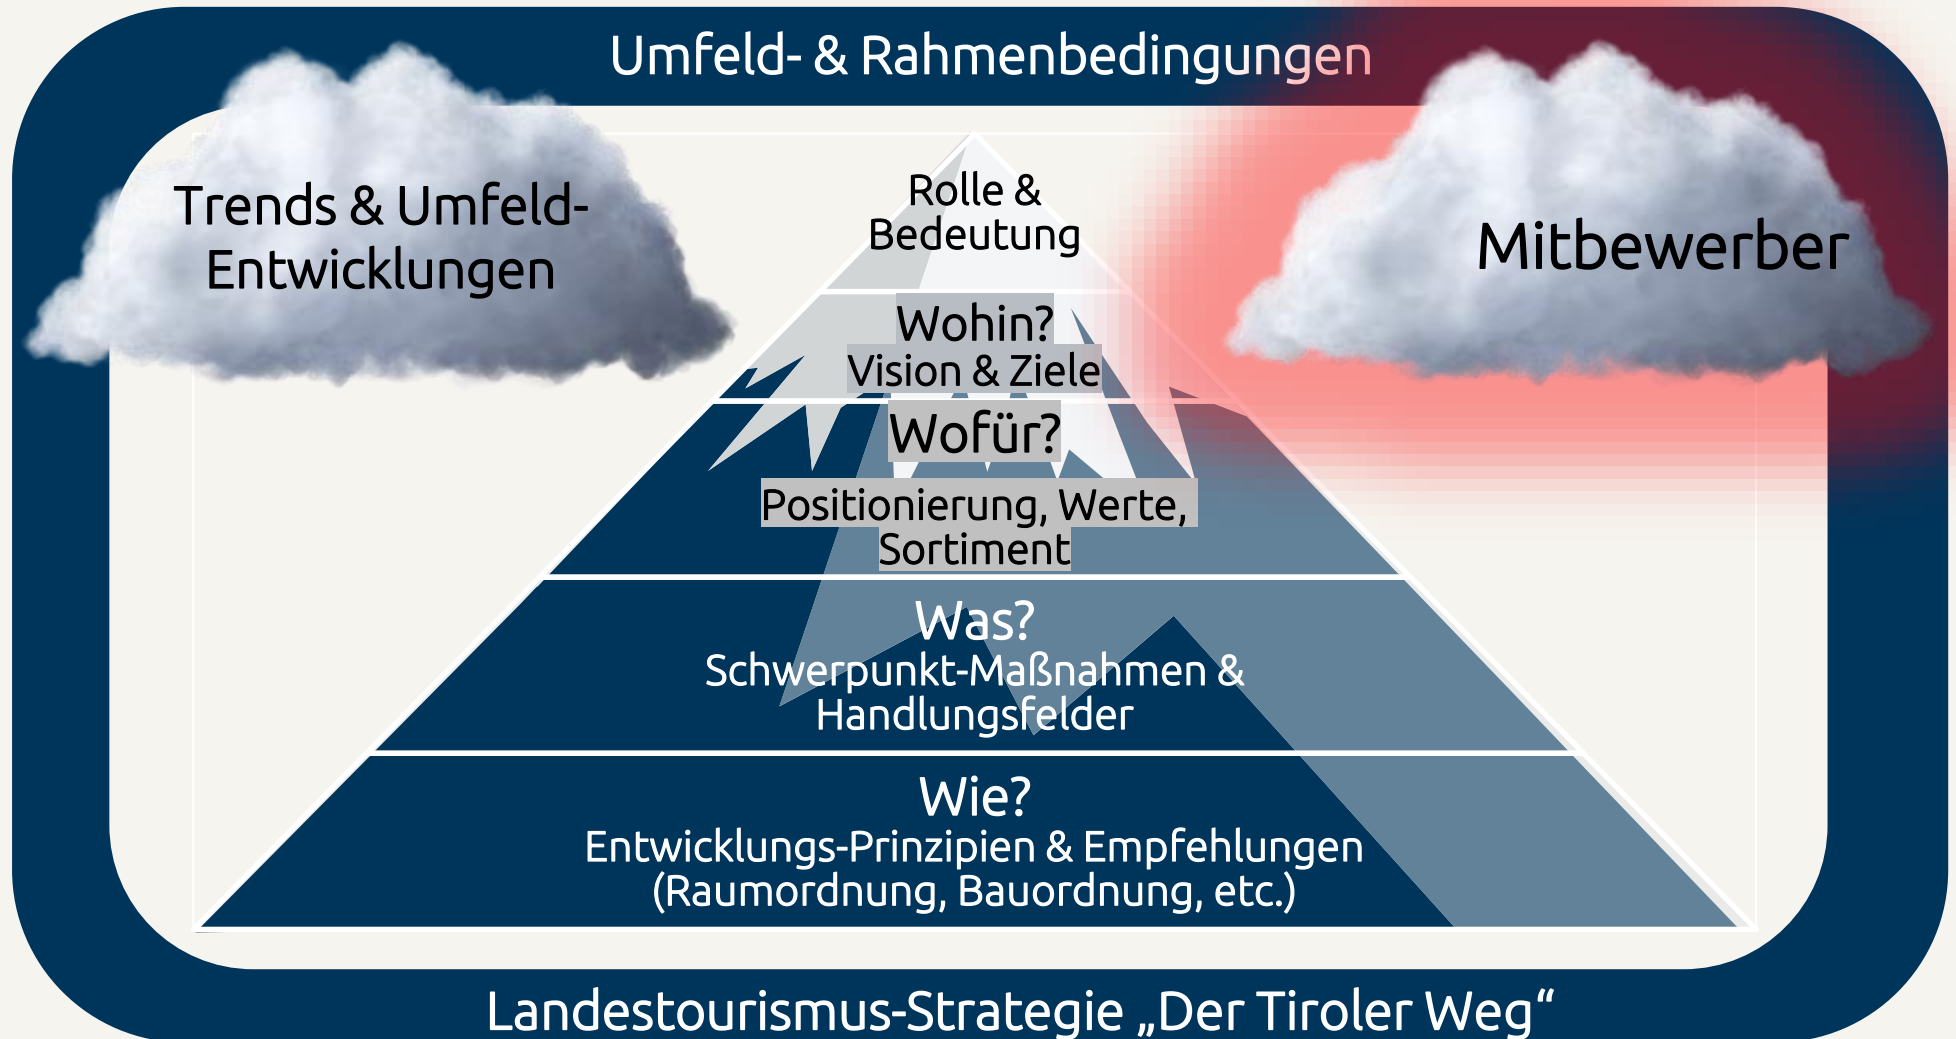 Umfeld- & Rahmenbedingungen
Trends & Umfeld-
Entwicklungen
Mitbewerber
Rolle &
Bedeutung
Wohin?
Vision & Ziele
Wofür?
Positionierung, Werte,
Sortiment
Was?
Schwerpunkt-Maßnahmen &
Handlungsfelder
Wie?
Entwicklungs-Prinzipien & Empfehlungen
(Raumordnung, Bauordnung, etc.)
Landestourismus-Strategie „Der Tiroler Weg“